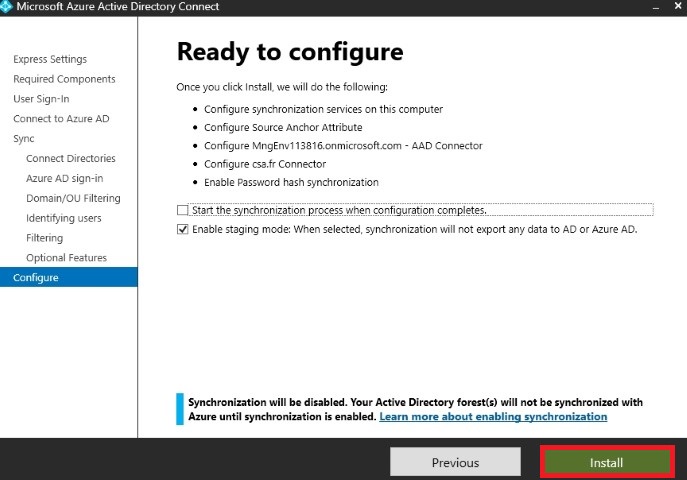 Microsoft Azure Active Directory Connect
Express Settings
Required Components
User Sign-In
Connect to Azure AD
Sync
Connect Directories
Azure AD sign-in
Domain/OU Filtering
Identifying users
Filtering
Optional Features
Configure
Ready to configure
Once you click Install, we will do the following:
• Configure synchronization services on this computer
• Configure Source Anchor Attribute
• Configure MngEnv113816.onmicrosoft.com - AAD Connector
• Configure csa.fr Connector
• Enable Password hash synchronization
Start the synchronization process when configuration completes.
Enable staging mode: When selected, synchronization will not export any data to AD or Azure AD.
Synchronization will be disabled. Your Active Directory forest(s) will not be synchronized with
Azure until synchronization is enabled. Learn more about enabling synchronization
Previous
Install